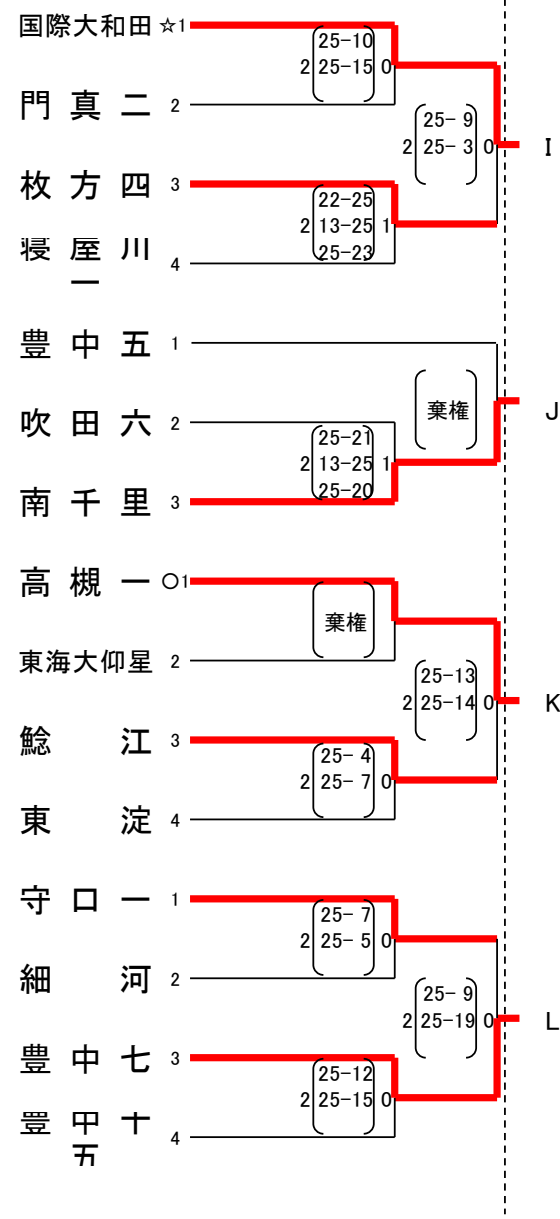 国際大和田 ☆1
25-10
2 25-15 0
門真二 2
25- 9
2 25- 3 0
I
枚方四 3
22-25
2 13-25 1
25-23
寝屋川一 4
豊中五 1
棄権
J
吹田六 2
25-21
2 13-25 1
25-20
南千里 3
高槻一 ○1
棄権
東海大仰星 2
25-13
2 25-14 0
K
鯰江 3
25- 4
2 25- 7 0
東淀 4
守口一 1
25- 7
2 25- 5 0
細河 2
25- 9
2 25-19 0
L
豊中七 3
25-12
2 25-15 0
豊中十五 4